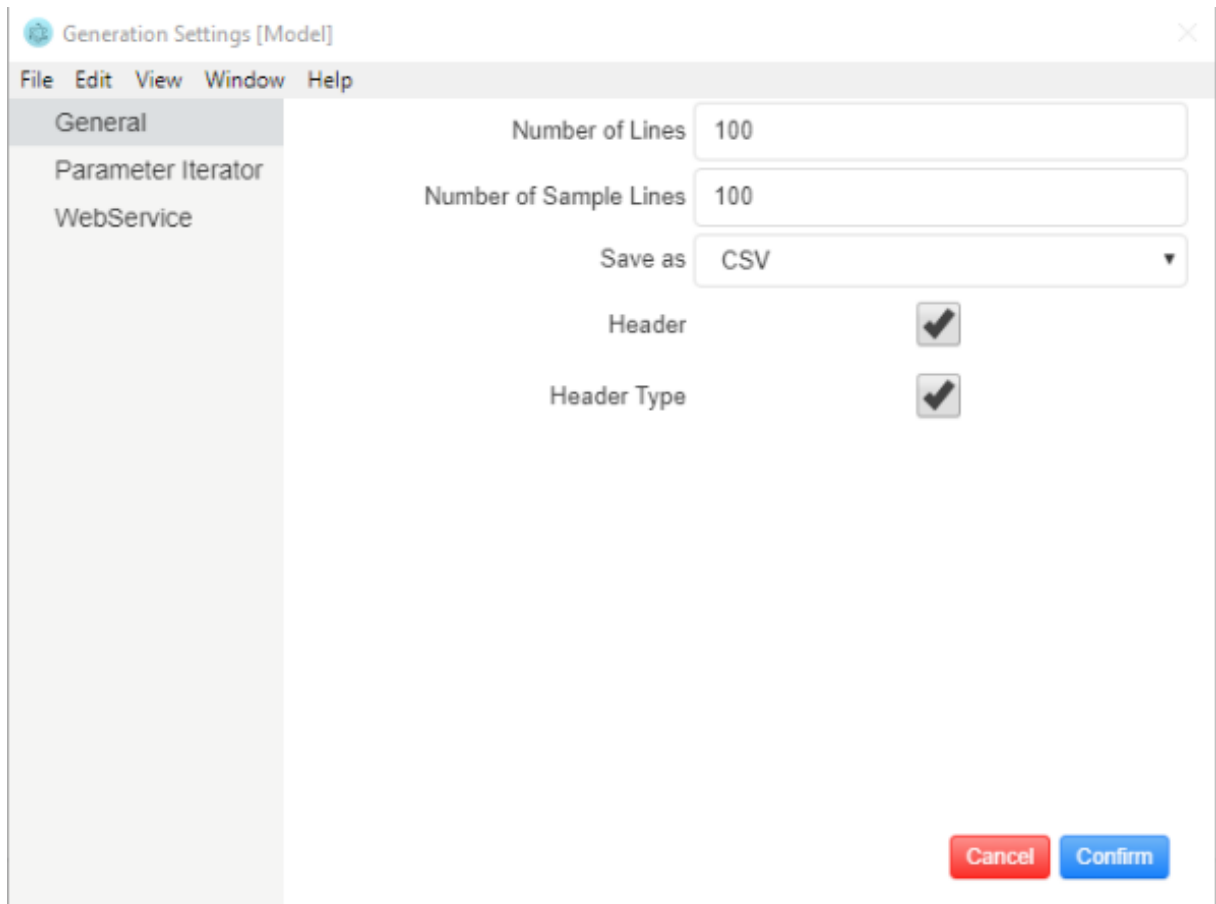 Generation Settings [Model]
File Edit View Window Help
General
Parameter Iterator
WebService
Number of Lines 100
Number of Sample Lines 100
Save as CSV
Header
Header Type
Cancel Confirm